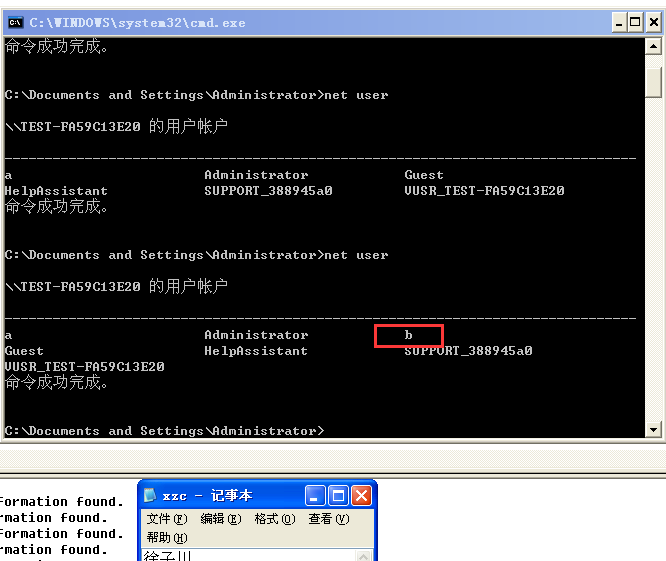 C:\WINDOWS\system32\cmd.exe
命令成功完成。
C:\Documents and Settings\Administrator>net user
\\TEST-FA59C13E20 的用户帐户
-------------------------------------------------------------------------------
a Administrator Guest
HelpAssistant SUPPORT_388945a0 VUSR_TEST-FA59C13E20
命令成功完成。
C:\Documents and Settings\Administrator>net user
\\TEST-FA59C13E20 的用户帐户
-------------------------------------------------------------------------------
a Administrator b
Guest HelpAssistant SUPPORT_388945a0
VUSR_TEST-FA59C13E20
命令成功完成。
C:\Documents and Settings\Administrator>
Formation found.
rmation found.
Formation found.
rmation found.
xzc - 记事本
文件(F) 编辑(E) 格式(O) 查看(V)
帮助(H)